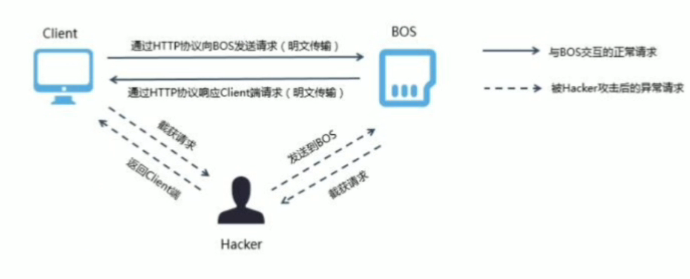 Client
BOS
通过HTTP协议向BOS发送请求（明文传输）
与BOS交互的正常请求
通过HTTP协议响应Client端请求（明文传输）
被Hacker攻击后的异常请求
截获请求
返回Client端
发送到BOS
截获请求
Hacker